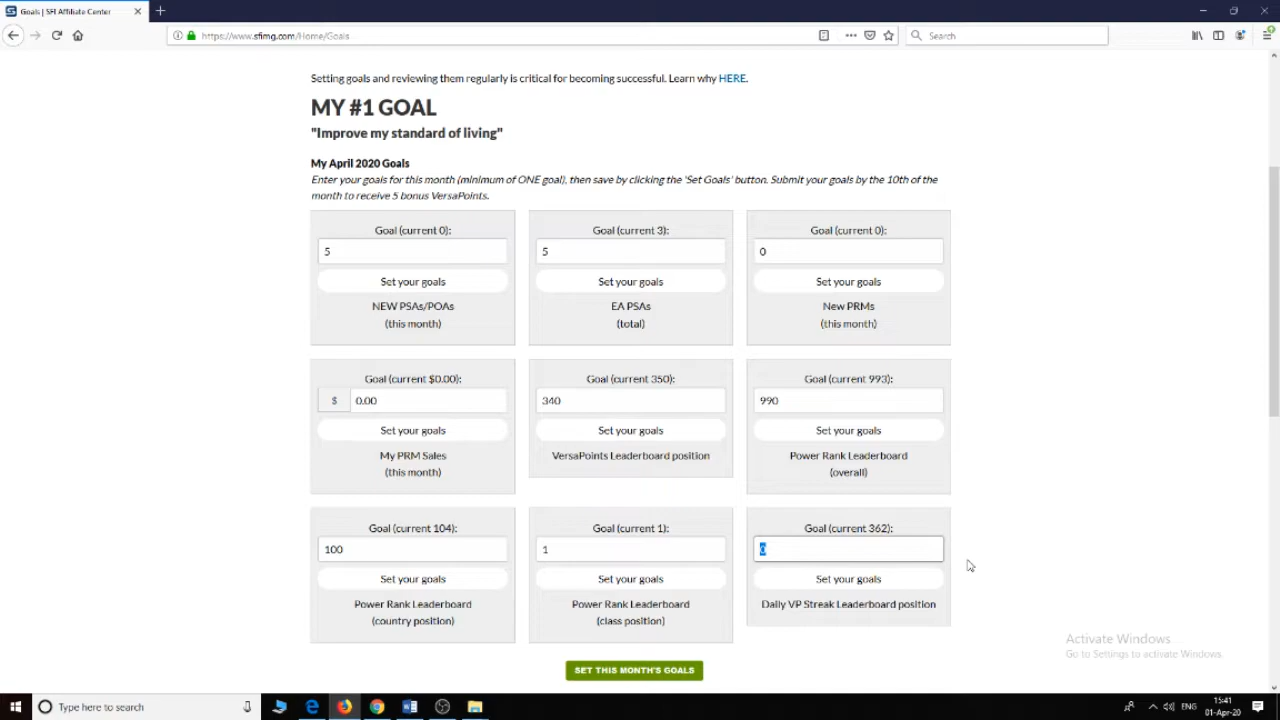 Goals | SFI Affiliate Center
https://www.sfimg.com/Home/Goals
Search
Setting goals and reviewing them regularly is critical for becoming successful. Learn why HERE.
MY #1 GOAL
"Improve my standard of living"
My April 2020 Goals
Enter your goals for this month (minimum of ONE goal), then save by clicking the 'Set Goals' button. Submit your goals by the 10th of the
month to receive 5 bonus VersaPoints.
Goal (current 0):
5
Set your goals
NEW PSAs/POAs
(this month)
Goal (current 3):
5
Set your goals
EA PSAs
(total)
Goal (current 0):
0
Set your goals
New PRMs
(this month)
Goal (current $0.00):
$ 0.00
Set your goals
My PRM Sales
(this month)
Goal (current 350):
340
Set your goals
VersaPoints Leaderboard position
Goal (current 993):
990
Set your goals
Power Rank Leaderboard
(overall)
Goal (current 104):
100
Set your goals
Power Rank Leaderboard
(country position)
Goal (current 1):
1
Set your goals
Power Rank Leaderboard
(class position)
Goal (current 362):
0
Set your goals
Daily VP Streak Leaderboard position
SET THIS MONTH'S GOALS
Activate Windows
Go to Settings to activate Windows.
Type here to search
ENG
15:41
01-Apr-20